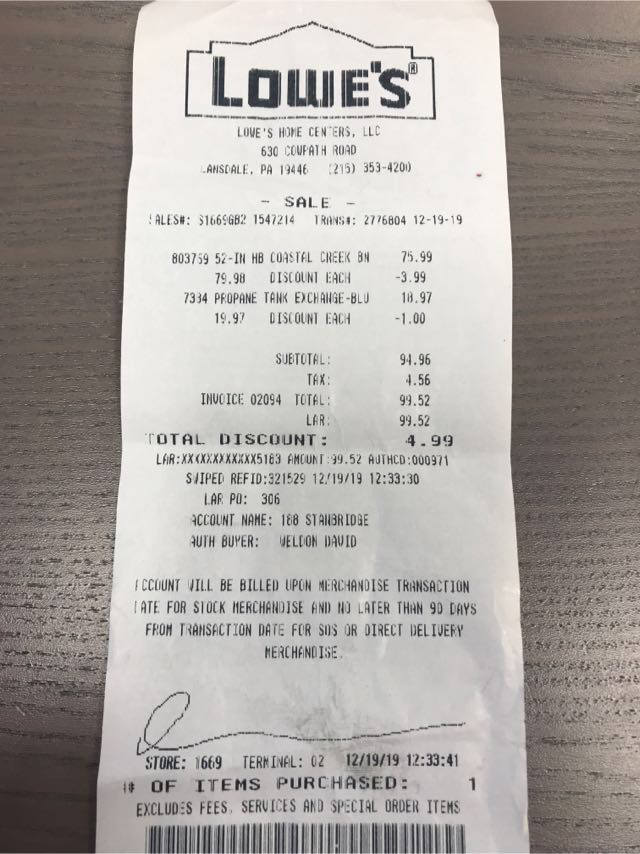 LOWE'S®
LOWE'S HOME CENTERS, LLC
630 COWPATH ROAD
LANSDALE, PA 19446 (215) 353-4200
- SALE -
SALES#: S1669GB2 1547214 TRANS#: 2776804 12-19-19
803759 52-IN HB COASTAL CREEK BN 75.99
79.98 DISCOUNT EACH -3.99
7334 PROPANE TANK EXCHANGE-BLU 18.97
19.97 DISCOUNT EACH -1.00
SUBTOTAL: 94.96
TAX: 4.56
INVOICE 02094 TOTAL: 99.52
LAR: 99.52
TOTAL DISCOUNT: 4.99
LAR:XXXXXXXXXXXX5183 AMOUNT:99.52 AUTHCD:000971
SWIPED REFID:321529 12/19/19 12:33:30
LAR PO: 306
ACCOUNT NAME: 188 STANBRIDGE
AUTH BUYER: WELDON DAVID
ACCOUNT WILL BE BILLED UPON MERCHANDISE TRANSACTION
DATE FOR STOCK MERCHANDISE AND NO LATER THAN 90 DAYS
FROM TRANSACTION DATE FOR SOS OR DIRECT DELIVERY
MERCHANDISE.
STORE: 1669 TERMINAL: 02 12/19/19 12:33:41
# OF ITEMS PURCHASED: 1
EXCLUDES FEES, SERVICES AND SPECIAL ORDER ITEMS